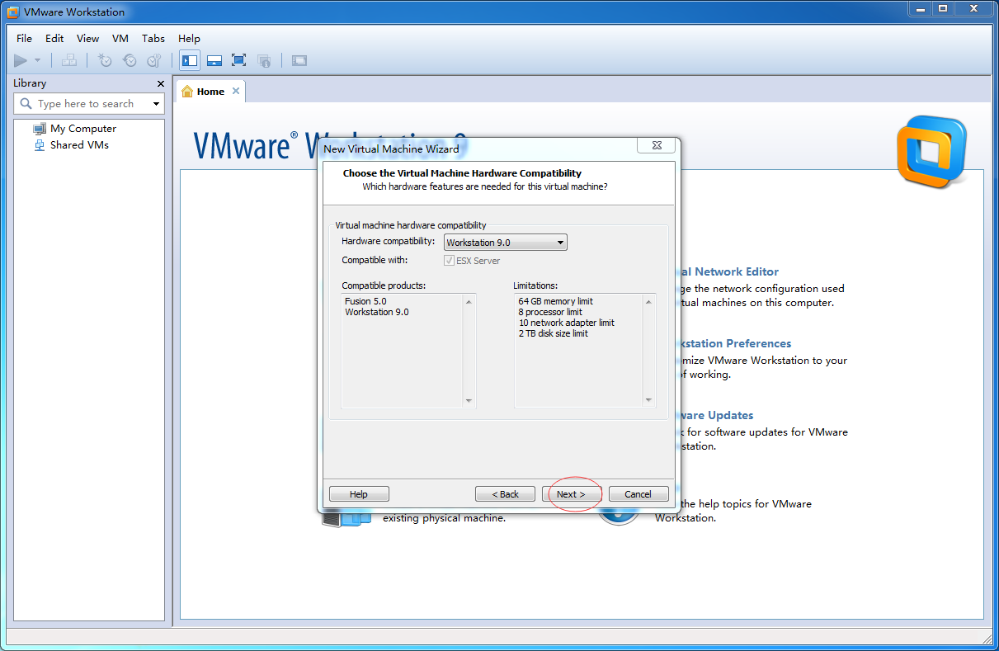 VMware Workstation
File Edit View VM Tabs Help
Library
Type here to search
My Computer
Shared VMs
Home
VMware® Workstation 9
New Virtual Machine Wizard
Choose the Virtual Machine Hardware Compatibility
Which hardware features are needed for this virtual machine?
Virtual machine hardware compatibility
Hardware compatibility: Workstation 9.0
Compatible with: ESX Server
Compatible products:
Fusion 5.0
Workstation 9.0
Limitations:
64 GB memory limit
8 processor limit
10 network adapter limit
2 TB disk size limit
Help < Back Next > Cancel
al Network Editor
ge the network configuration used
tual machines on this computer.
kstation Preferences
mize VMware Workstation to your
of working.
ware Updates
k for software updates for VMware
station.
the help topics for VMware
Workstation.
existing physical machine.